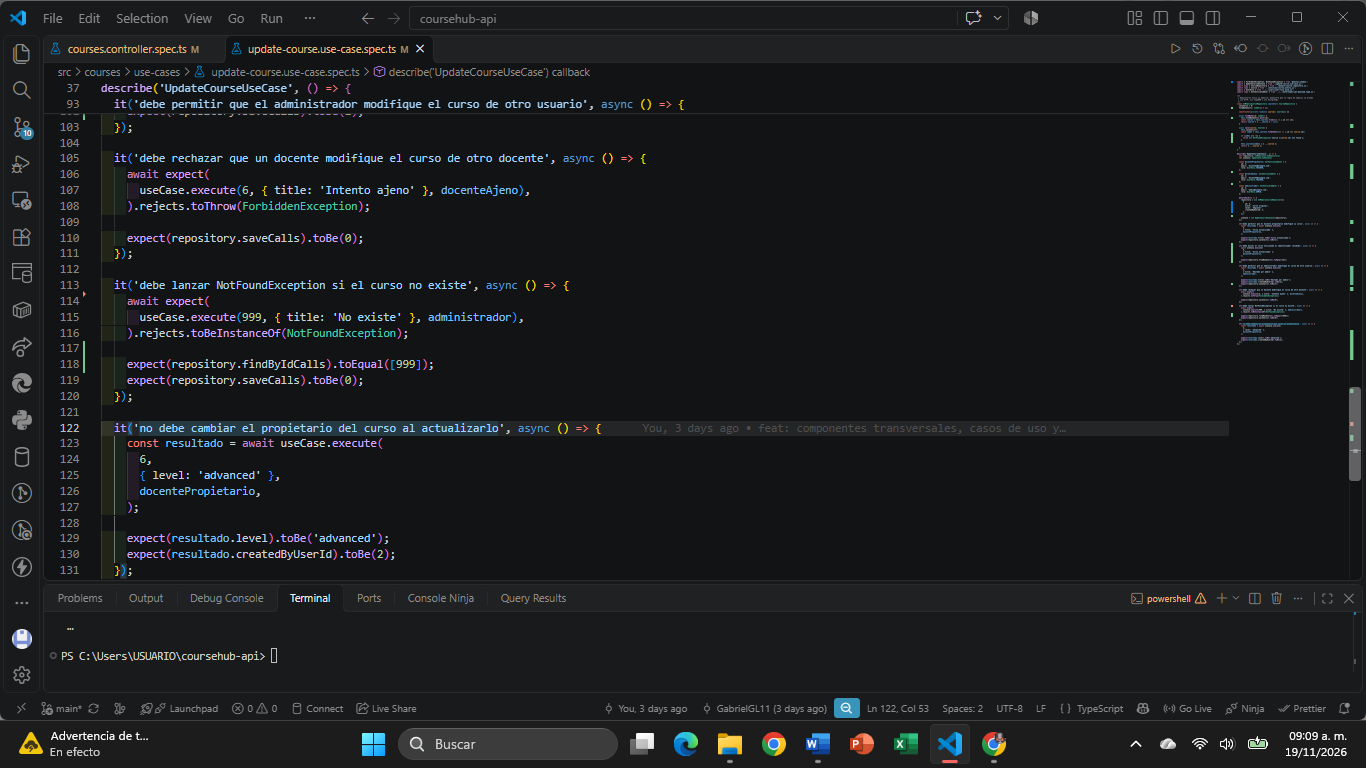 File Edit Selection View Go Run ··· coursehub-api
courses.controller.spec.ts M update-course.use-case.spec.ts M
src > courses > use-cases > update-course.use-case.spec.ts > describe('UpdateCourseUseCase') callback
37 describe('UpdateCourseUseCase', () => {
93 it('debe permitir que el administrador modifique el curso de otro usuario', async () => {
103 });
104
105 it('debe rechazar que un docente modifique el curso de otro docente', async () => {
106 await expect(
107 useCase.execute(6, { title: 'Intento ajeno' }, docenteAjeno),
108 ).rejects.toThrow(ForbiddenException);
109
110 expect(repository.saveCalls).toBe(0);
111 });
112
113 it('debe lanzar NotFoundException si el curso no existe', async () => {
114 await expect(
115 useCase.execute(999, { title: 'No existe' }, administrador),
116 ).rejects.toBeInstanceOf(NotFoundException);
117
118 expect(repository.findByIdCalls).toEqual([999]);
119 expect(repository.saveCalls).toBe(0);
120 });
121
122 it('no debe cambiar el propietario del curso al actualizarlo', async () => { You, 3 days ago • feat: componentes transversales, casos de uso y…
123 const resultado = await useCase.execute(
124 6,
125 { level: 'advanced' },
126 docentePropietario,
127 );
128
129 expect(resultado.level).toBe('advanced');
130 expect(resultado.createdByUserId).toBe(2);
131 });
10
Problems Output Debug Console Terminal Ports Console Ninja Query Results powershell
…
PS C:\Users\USUARIO\coursehub-api>
main* Launchpad 0 0 Connect Live Share You, 3 days ago GabrielGL11 (3 days ago) Ln 122, Col 53 Spaces: 2 UTF-8 LF { } TypeScript Go Live Ninja Prettier
Advertencia de t...
En efecto
Buscar
09:09 a. m.
19/11/2026